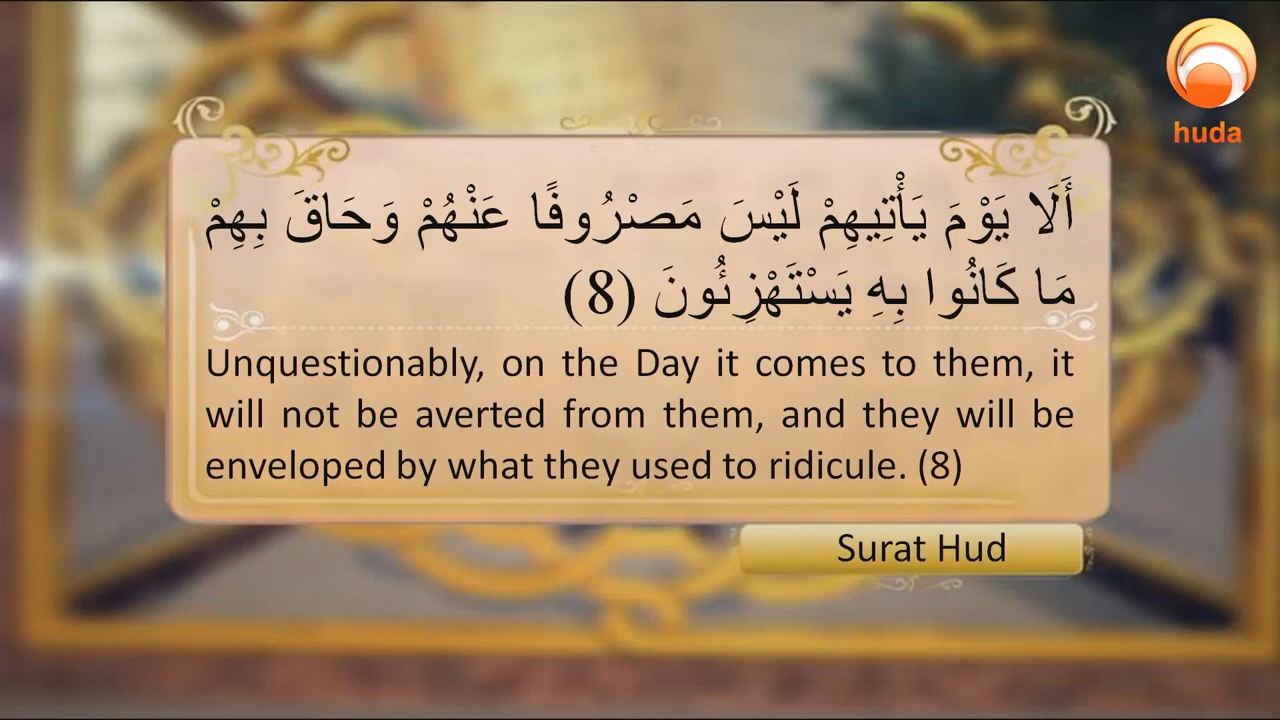 huda
أَلَا يَوْمَ يَأْتِيهِمْ لَيْسَ مَصْرُوفًا عَنْهُمْ وَحَاقَ بِهِمْ
مَا كَانُوا بِهِ يَسْتَهْزِئُونَ (8)
Unquestionably, on the Day it comes to them, it
will not be averted from them, and they will be
enveloped by what they used to ridicule. (8)
Surat Hud